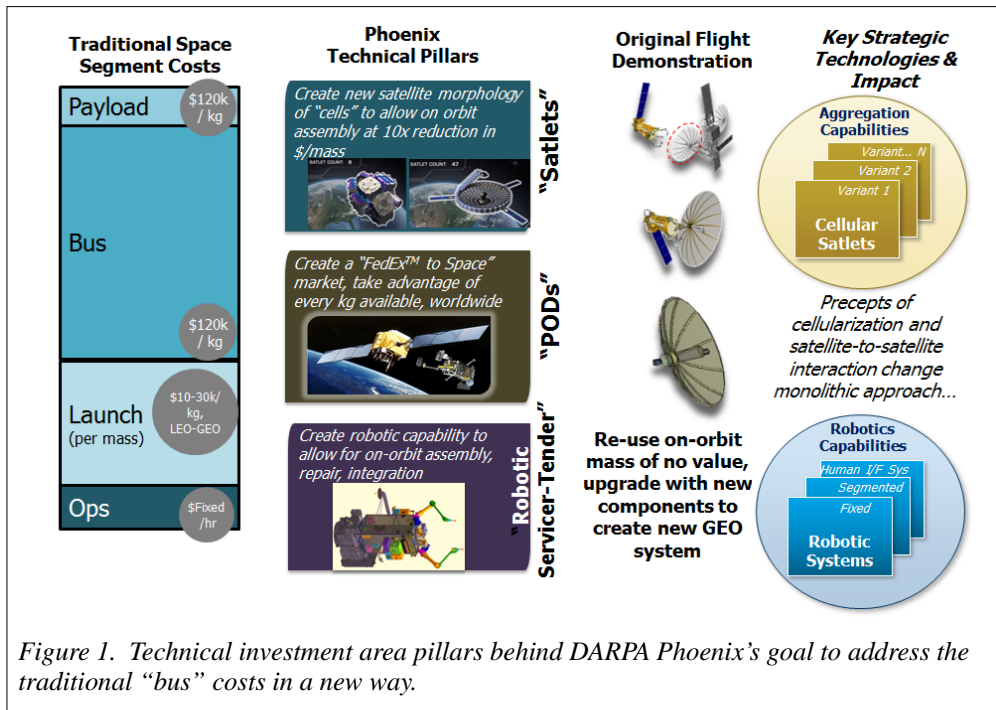 Traditional Space
Segment Costs
Payload
$120k
/ kg
Bus
$120k
/ kg
Launch
(per mass)
$10-30k/
kg,
LEO-GEO
Ops
$Fixed
/hr
Phoenix
Technical Pillars
Create new satellite morphology
of “cells” to allow on orbit
assembly at 10x reduction in
$/mass
SATLET COUNT: 8
SATLET COUNT: 47
“Satlets”
Create a “FedEx™ to Space”
market, take advantage of
every kg available, worldwide
“PODs”
Create robotic capability to
allow for on-orbit assembly,
repair, integration
“Robotic
Servicer-Tender”
Original Flight
Demonstration
Re-use on-orbit
mass of no value,
upgrade with new
components to
create new GEO
system
Key Strategic
Technologies &
Impact
Aggregation
Capabilities
Variant... N
Variant 2
Variant 1
Cellular
Satlets
Precepts of
cellularization and
satellite-to-satellite
interaction change
monolithic approach...
Robotics
Capabilities
Human I/F Sys
Segmented
Fixed
Robotic
Systems
Figure 1. Technical investment area pillars behind DARPA Phoenix’s goal to address the
traditional “bus” costs in a new way.